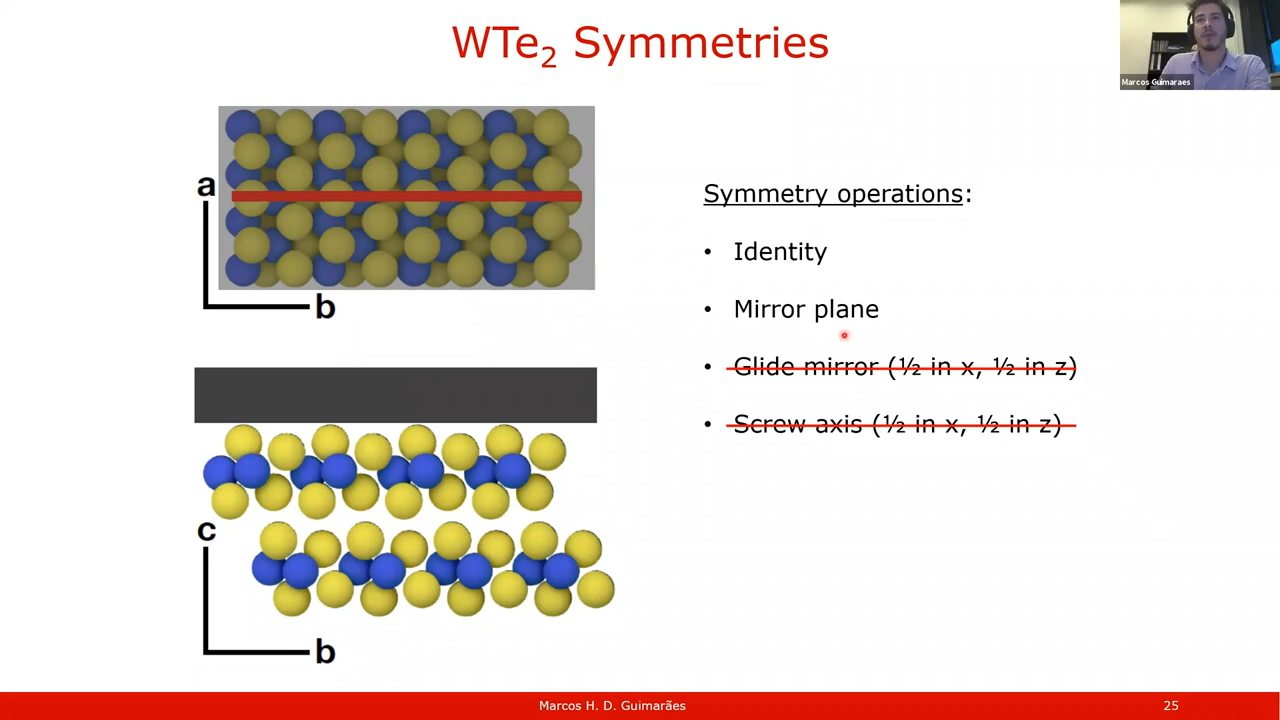 WTe₂ Symmetries
Marcos Guimaraes
a
b
Symmetry operations:
• Identity
• Mirror plane
• Glide mirror (½ in x, ½ in z)
• Screw axis (½ in x, ½ in z)
c
b
Marcos H. D. Guimarães
25